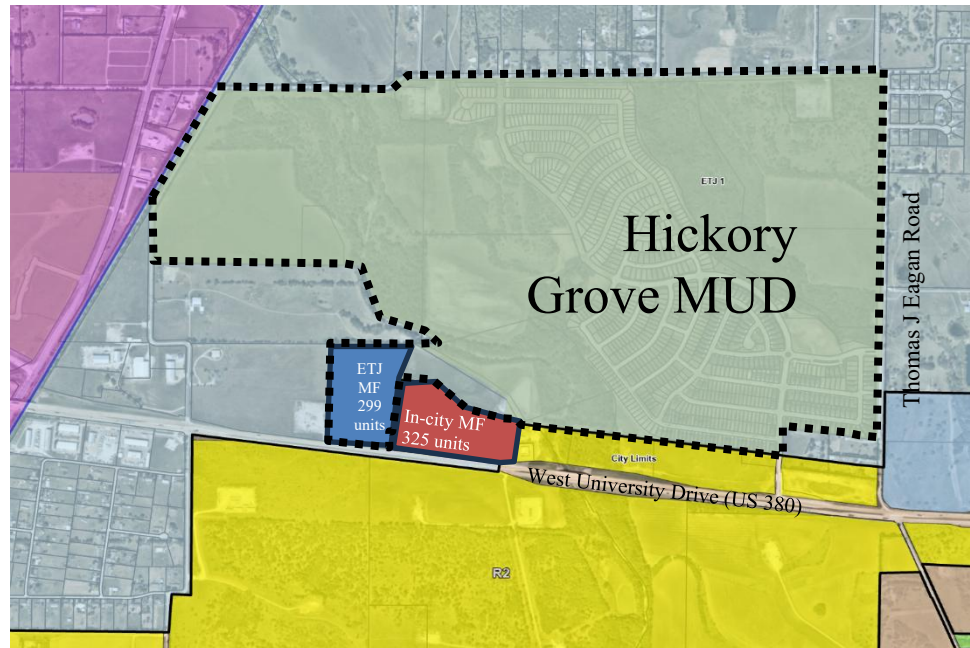 ETJ 1
Hickory
Grove MUD
Thomas J Eagan Road
ETJ
MF
299
units
In-city MF
325 units
City Limits
West University Drive (US 380)
R2